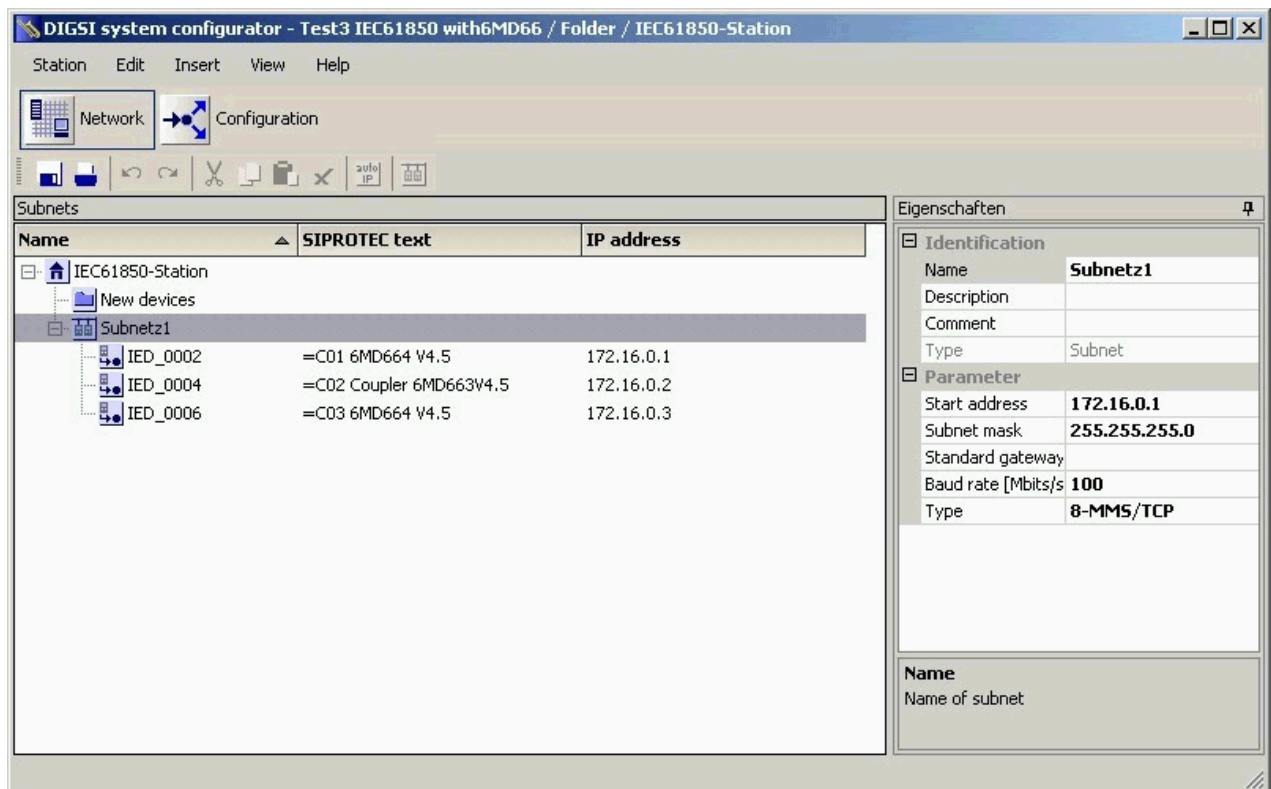 DIGSI system configurator - Test3 IEC61850 with6MD66 / Folder / IEC61850-Station
Station Edit Insert View Help
Network Configuration
auto IP
Subnets
Name SIPROTEC text IP address
IEC61850-Station
New devices
Subnetz1
IED_0002 =C01 6MD664 V4.5 172.16.0.1
IED_0004 =C02 Coupler 6MD663V4.5 172.16.0.2
IED_0006 =C03 6MD664 V4.5 172.16.0.3
Eigenschaften
Identification
Name Subnetz1
Description
Comment
Type Subnet
Parameter
Start address 172.16.0.1
Subnet mask 255.255.255.0
Standard gateway
Baud rate [Mbits/s 100
Type 8-MMS/TCP
Name
Name of subnet